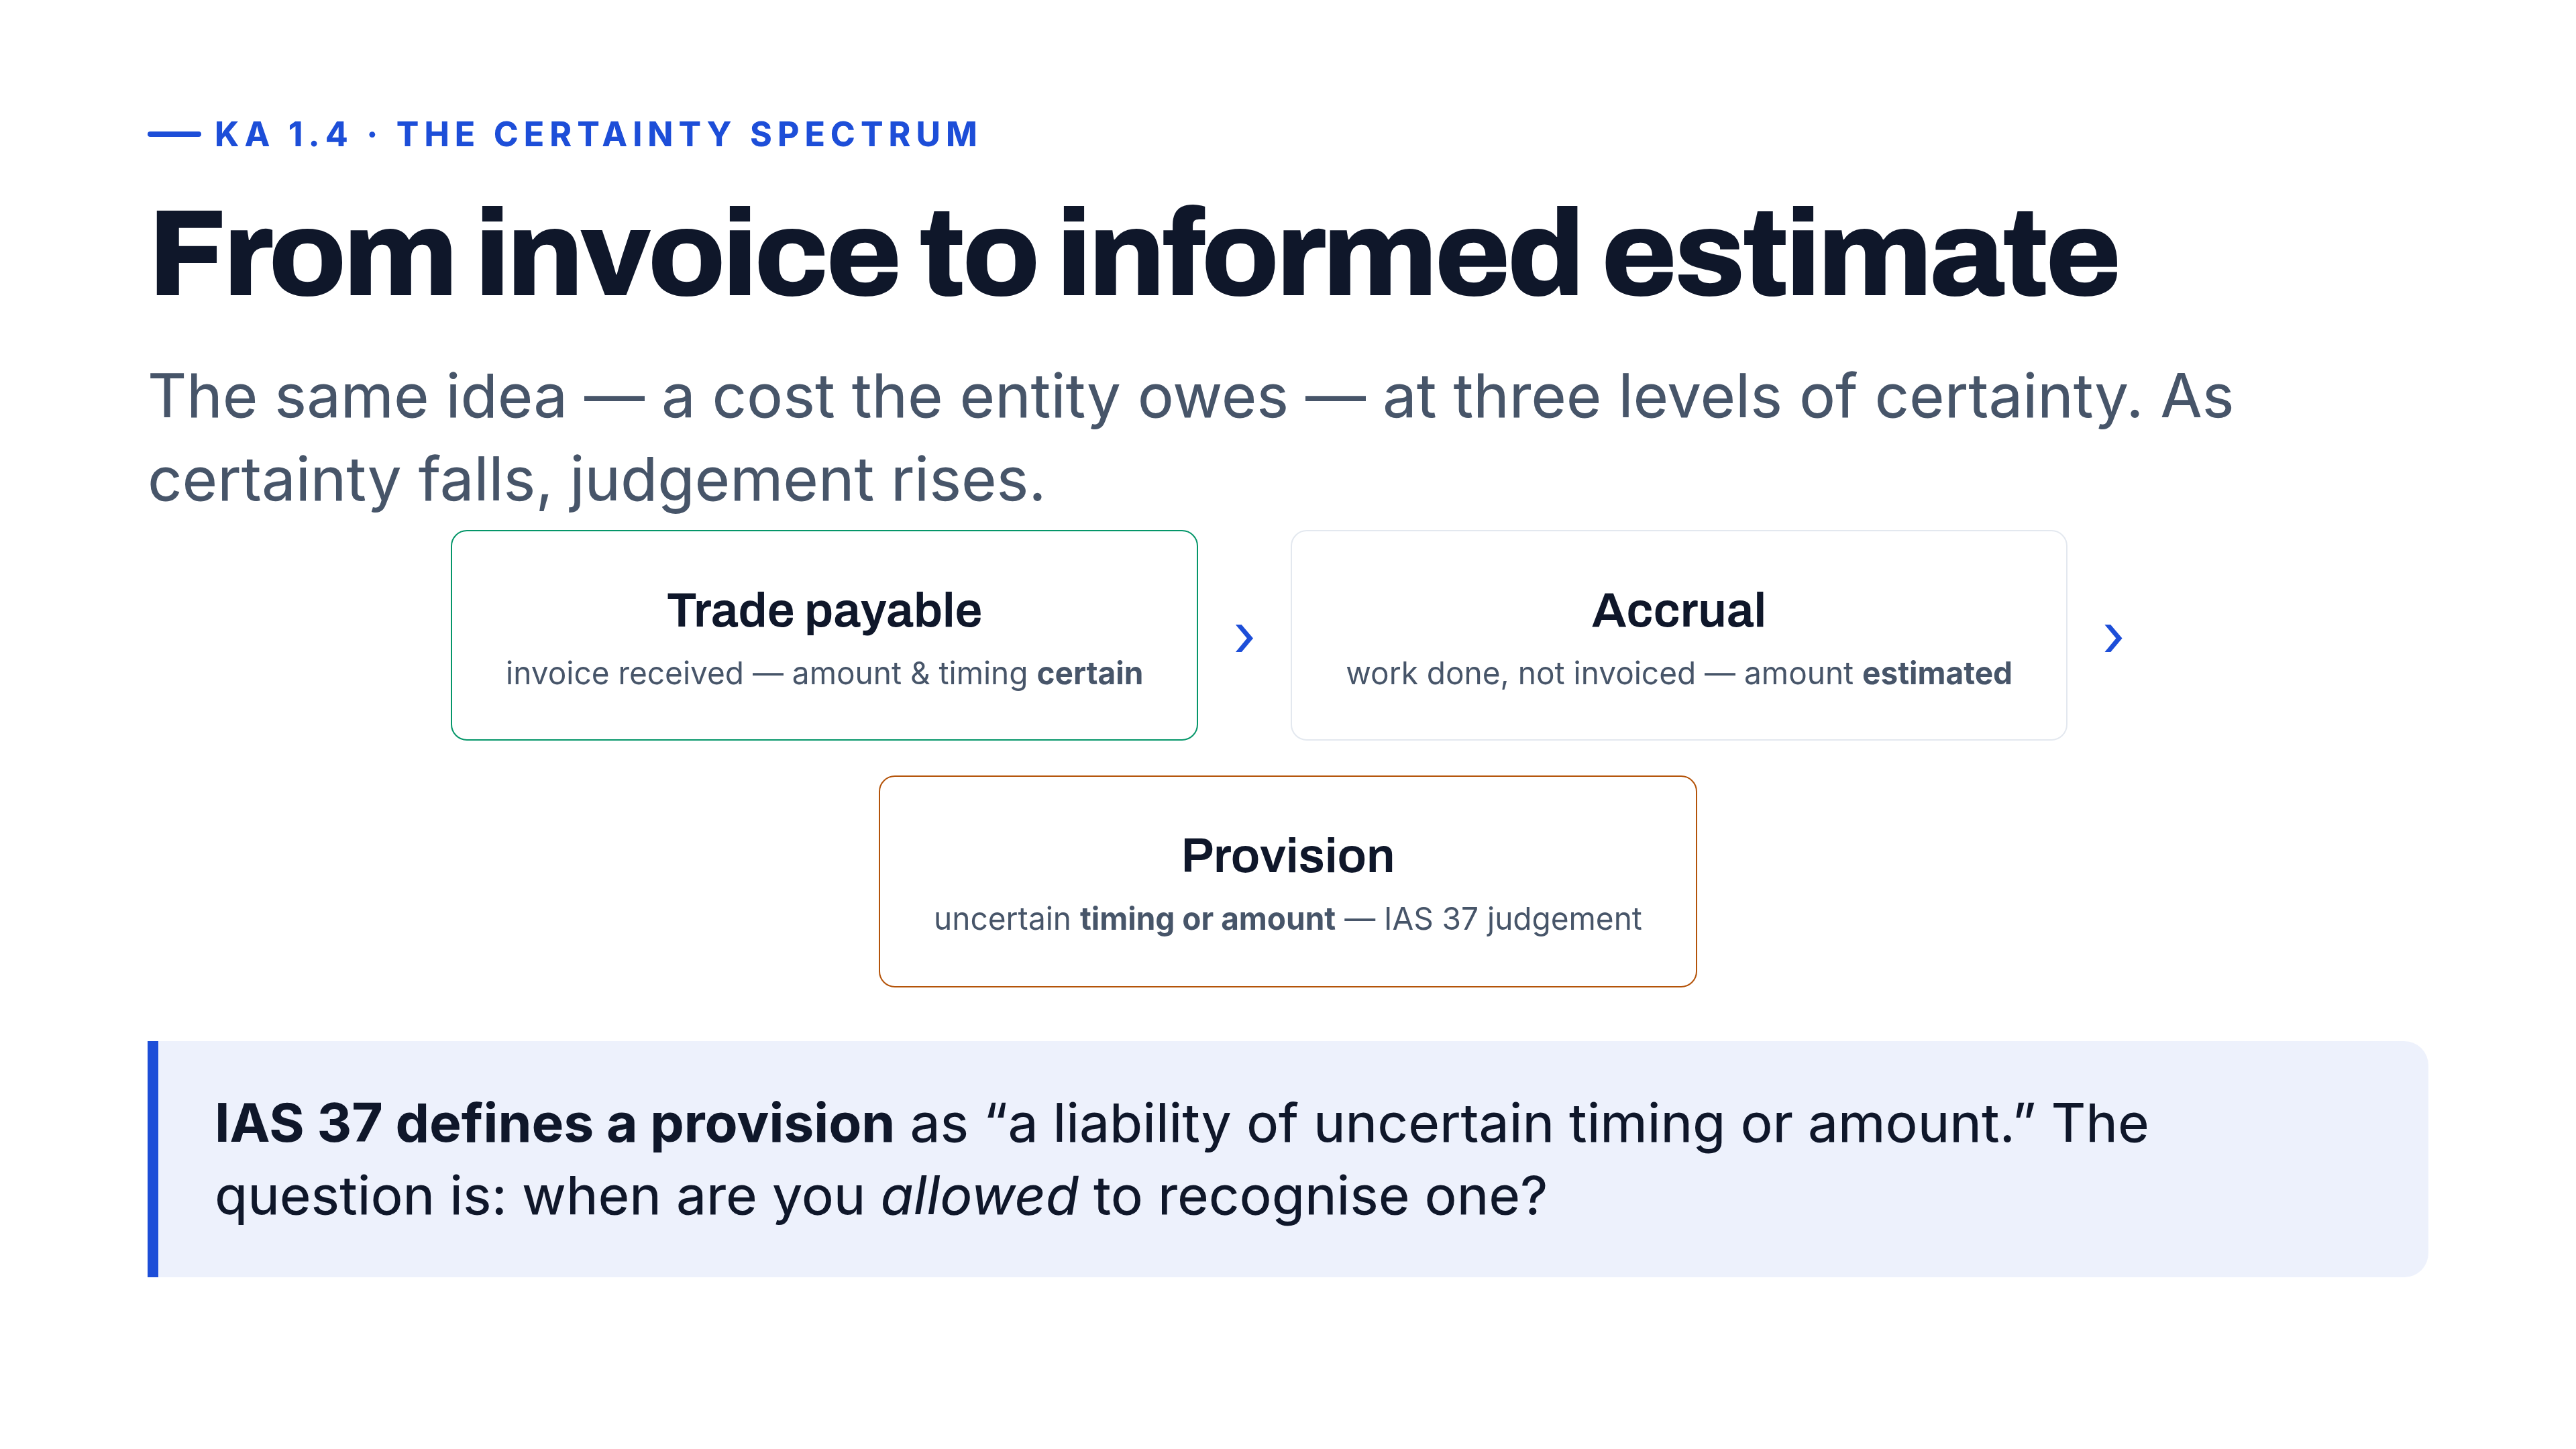 KA 1.4 · THE CERTAINTY SPECTRUM
From invoice to informed estimate
The same idea — a cost the entity owes — at three levels of certainty. As
certainty falls, judgement rises.
Trade payable
invoice received — amount & timing certain
›
Accrual
work done, not invoiced — amount estimated
›
Provision
uncertain timing or amount — IAS 37 judgement
IAS 37 defines a provision as “a liability of uncertain timing or amount.” The
question is: when are you allowed to recognise one?